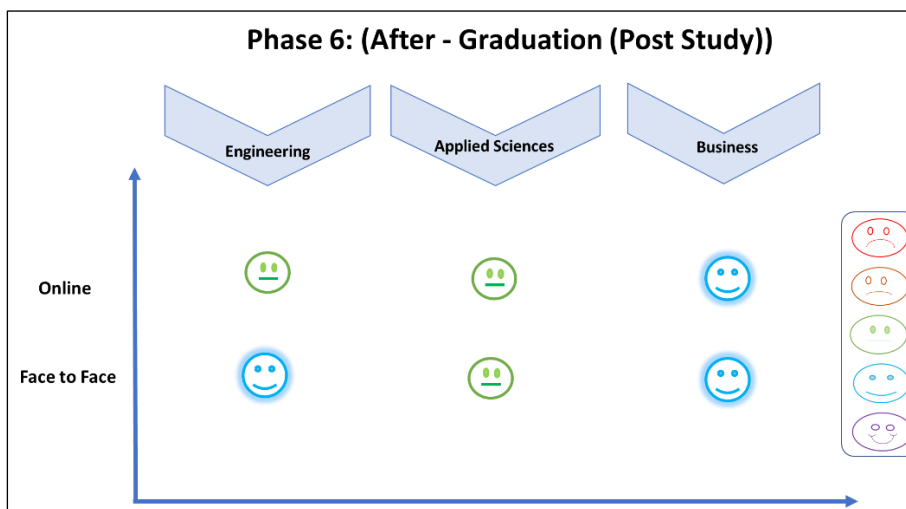 Phase 6: (After - Graduation (Post Study))
Engineering
Applied Sciences
Business
Online
Face to Face